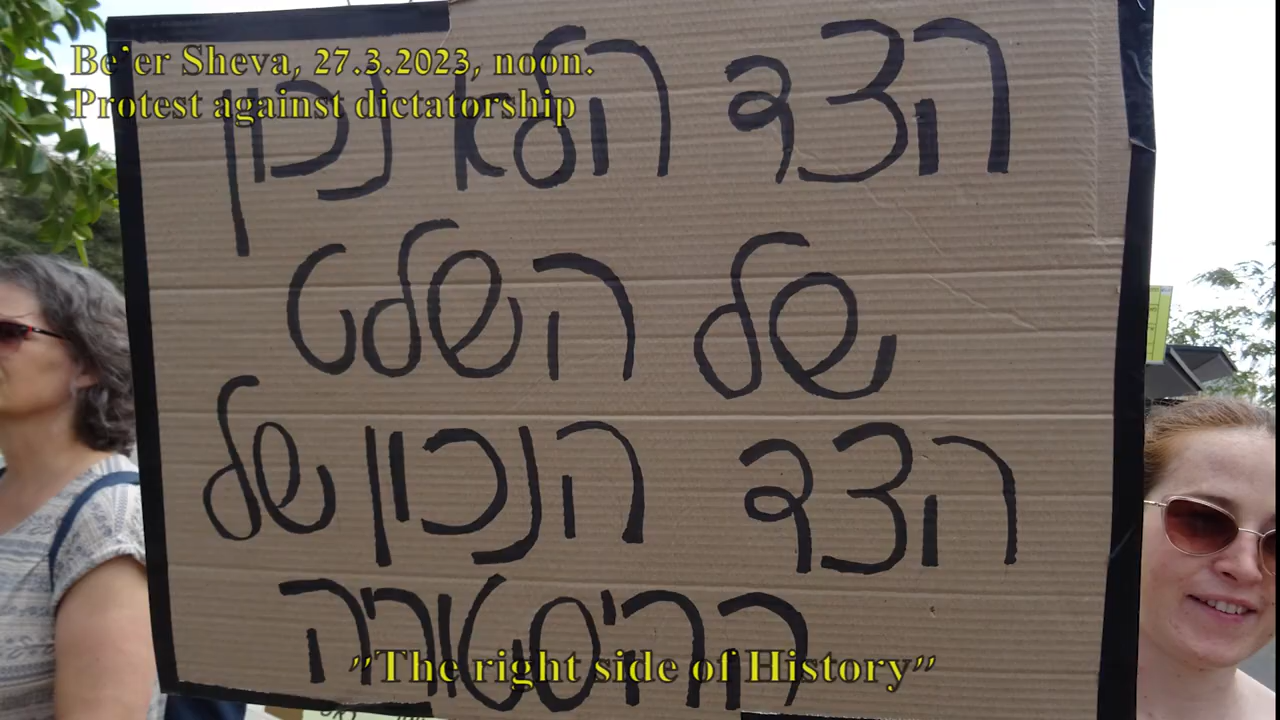 Be'er Sheva, 27.3.2023, noon.
Protest against dictatorship
הצד הלא נכון
של השלט
הצד הנכון של
ההיסטוריה
"The right side of History"